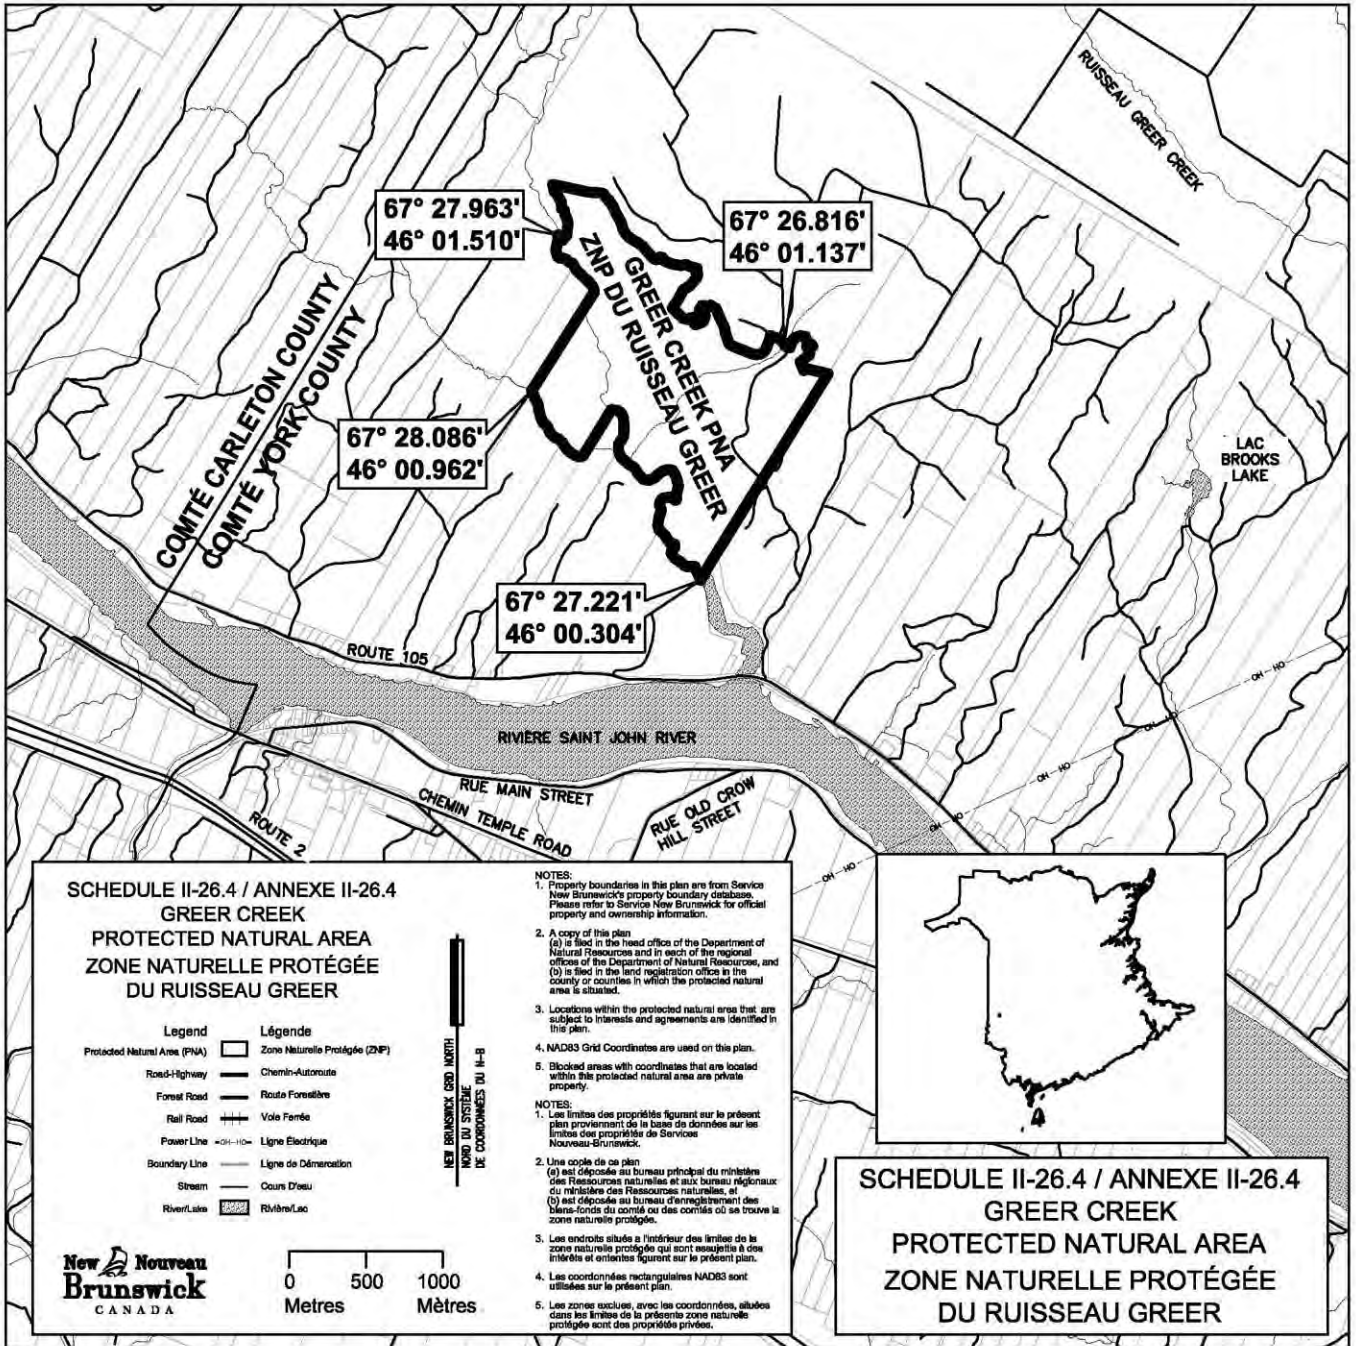 RUISSEAU GREER CREEK
67° 27.963'
46° 01.510'
67° 26.816'
46° 01.137'
GREER CREEK PNA
ZNP DU RUISSEAU GREER
COMTÉ CARLETON COUNTY
COMTÉ YORK COUNTY
67° 28.086'
46° 00.962'
LAC
BROOKS
LAKE
67° 27.221'
46° 00.304'
ROUTE 105
OH-HO
OH-HO
OH-HO
OH-HO
OH-HO
RIVIERE SAINT JOHN RIVER
RUE MAIN STREET
CHEMIN TEMPLE ROAD
RUE OLD CROW
HILL STREET
ROUTE 2
SCHEDULE II-26.4 / ANNEXE II-26.4
GREER CREEK
PROTECTED NATURAL AREA
ZONE NATURELLE PROTÉGÉE
DU RUISSEAU GREER
Legend Légende
Protected Natural Area (PNA) Zone Naturelle Protégée (ZNP)
Road-Highway Chemin-Autoroute
Forest Road Route Forestière
Rail Road Voie Ferrée
Power Line -OH-HO- Ligne Électrique
Boundary Line Ligne de Démarcation
Stream Cours D'eau
River/Lake Rivière/Lac
NEW BRUNSWICK GRID NORTH
NORD DU SYSTÈME
DE COORDONNÉES DU N-B
New Nouveau
Brunswick
CANADA
0 500 1000
Metres Mètres
NOTES:
1. Property boundaries in this plan are from Service
New Brunswick's property boundary database.
Please refer to Service New Brunswick for official
property and ownership information.
2. A copy of this plan
(a) is filed in the head office of the Department of
Natural Resources and in each of the regional
offices of the Department of Natural Resources, and
(b) is filed in the land registration office in the
county or counties in which the protected natural
area is situated.
3. Locations within the protected natural area that are
subject to interests and agreements are identified in
this plan.
4. NAD83 Grid Coordinates are used on this plan.
5. Blocked areas with coordinates that are located
within this protected natural area are private
property.
NOTES:
1. Les limites des propriétés figurant sur le présent
plan proviennent de la base de données sur les
limites des propriétés de Services
Nouveau-Brunswick.
2. Une copie de ce plan
(a) est déposée au bureau principal du ministère
des Ressources naturelles et aux bureau régionaux
du ministère des Ressources naturelles, et
(b) est déposée au bureau d'enregistrement des
biens-fonds du comté ou des comtés où se trouve la
zone naturelle protégée.
3. Les endroits situés a l'intérieur des limites de la
zone naturelle protégée qui sont assujettis à des
intérêts et ententes figurent sur le présent plan.
4. Les coordonnées rectangulaires NAD83 sont
utilisées sur le présent plan.
5. Les zones exclues, avec les coordonnées, situées
dans les limites de la présente zone naturelle
protégée sont des propriétés privées.
SCHEDULE II-26.4 / ANNEXE II-26.4
GREER CREEK
PROTECTED NATURAL AREA
ZONE NATURELLE PROTÉGÉE
DU RUISSEAU GREER